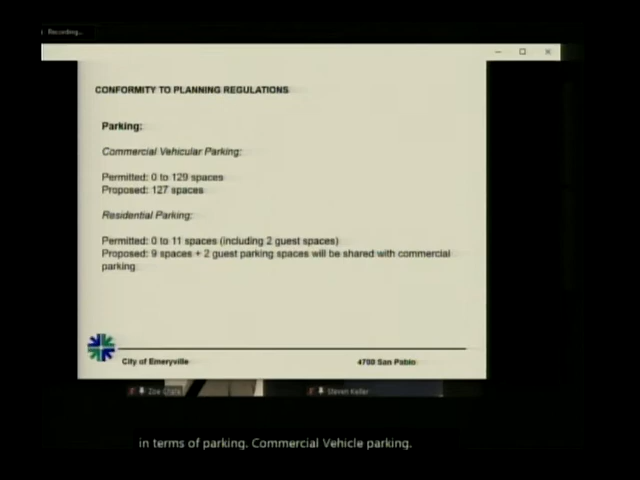 Recording...
CONFORMITY TO PLANNING REGULATIONS
Parking:
Commercial Vehicular Parking:
Permitted: 0 to 129 spaces
Proposed: 127 spaces
Residential Parking:
Permitted: 0 to 11 spaces (including 2 guest spaces)
Proposed: 9 spaces + 2 guest parking spaces will be shared with commercial
parking.
City of Emeryville
4700 San Pablo
Steven Keller
in terms of parking. Commercial Vehicle parking.